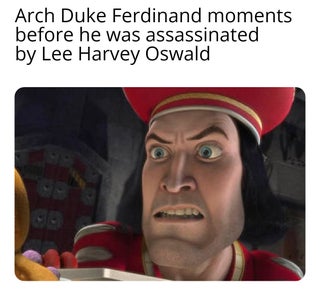 Arch Duke Ferdinand moments
before he was assassinated
by Lee Harvey Oswald